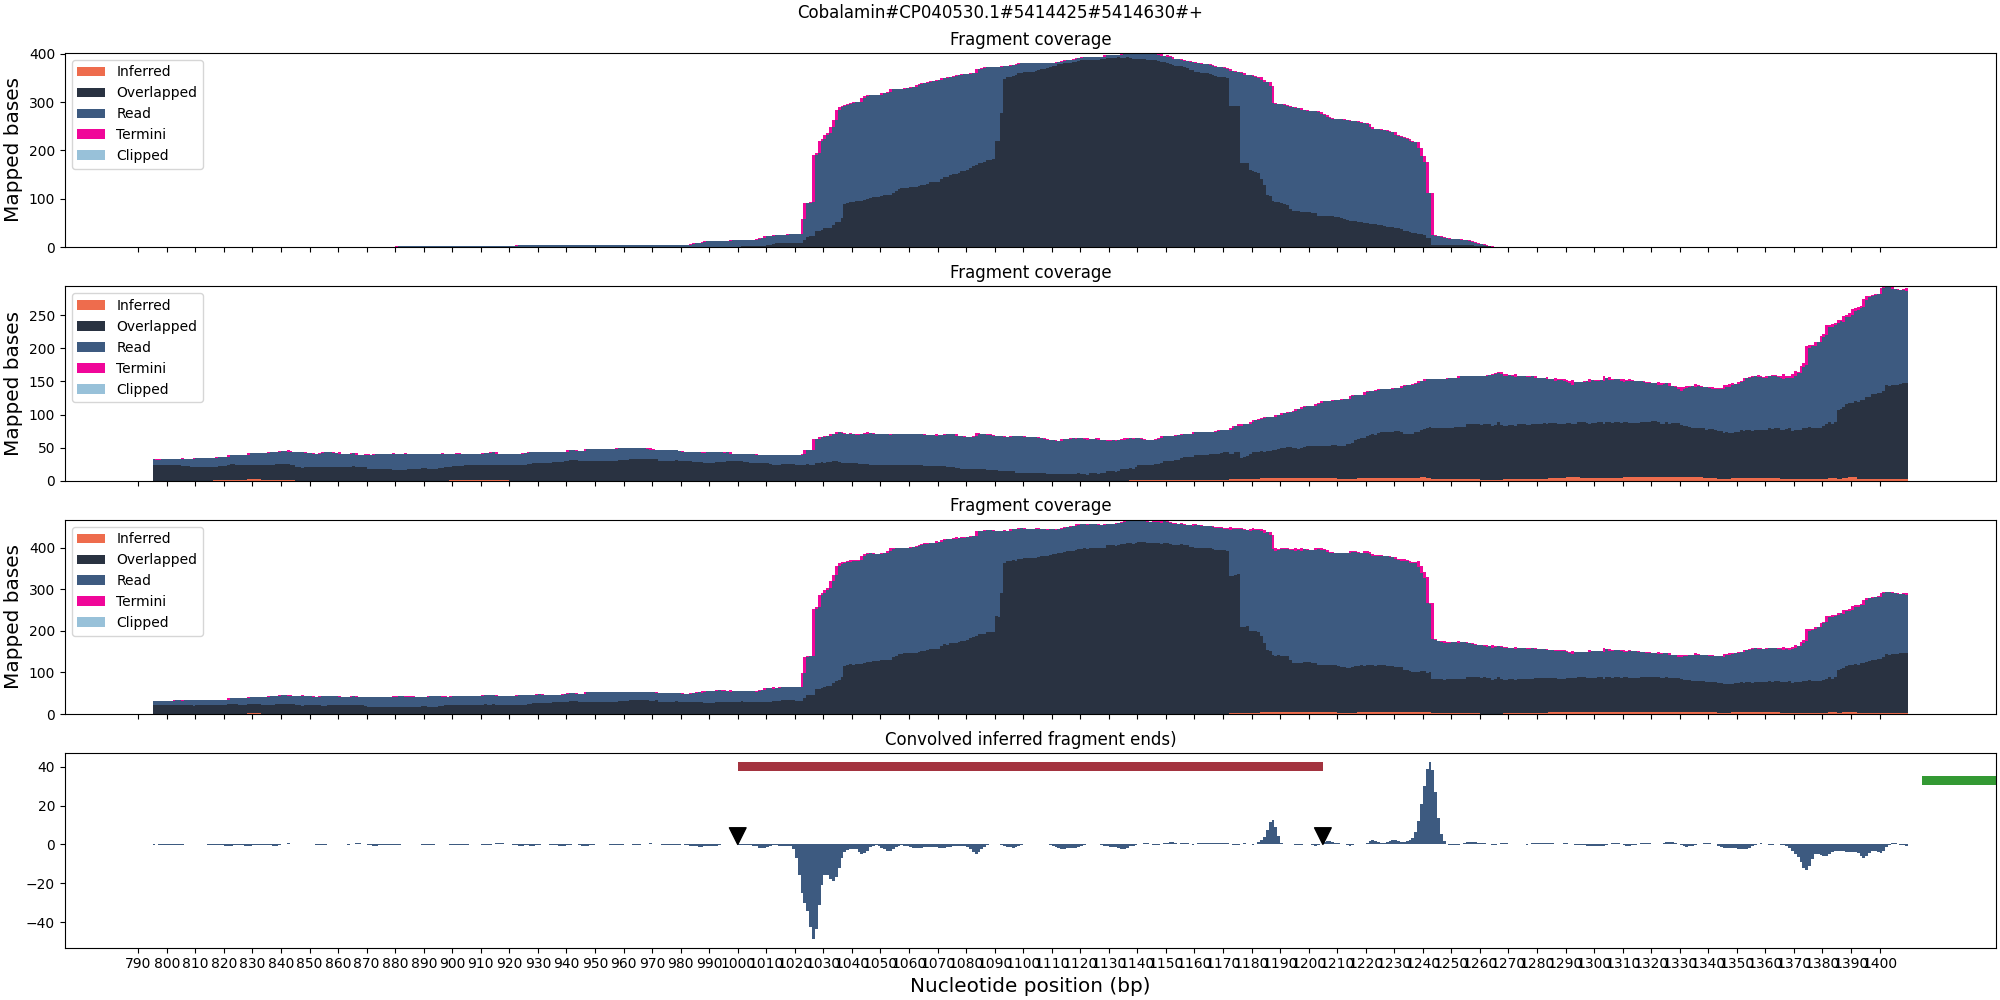 Cobalamin#CP040530.1#5414425#5414630#+
Fragment coverage
Mapped bases
400
300
200
100
0
Inferred
Overlapped
Read
Termini
Clipped
Fragment coverage
Mapped bases
250
200
150
100
50
0
Inferred
Overlapped
Read
Termini
Clipped
Fragment coverage
Mapped bases
400
300
200
100
0
Inferred
Overlapped
Read
Termini
Clipped
Convolved inferred fragment ends)
40
20
0
−20
−40
790 800 810 820 830 840 850 860 870 880 890 900 910 920 930 940 950 960 970 980 990 1000 1010 1020 1030 1040 1050 1060 1070 1080 1090 1100 1110 1120 1130 1140 1150 1160 1170 1180 1190 1200 1210 1220 1230 1240 1250 1260 1270 1280 1290 1300 1310 1320 1330 1340 1350 1360 1370 1380 1390 1400
Nucleotide position (bp)